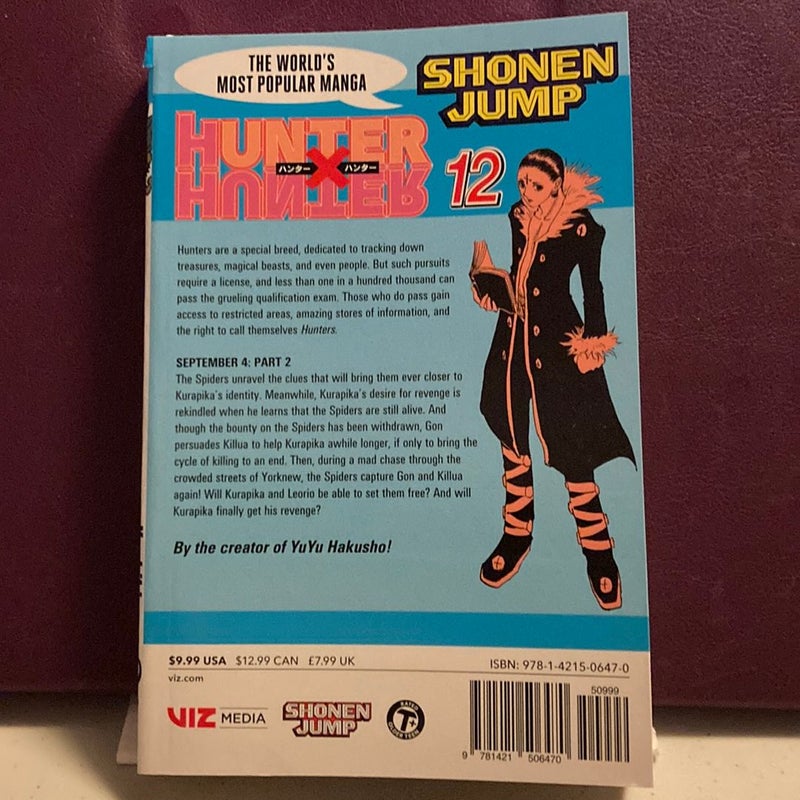 THE WORLD'S
MOST POPULAR MANGA
SHONEN
JUMP
HUNTER
ハンター X ハンター
HUNTER
12
Hunters are a special breed, dedicated to tracking down
treasures, magical beasts, and even people. But such pursuits
require a license, and less than one in a hundred thousand can
pass the grueling qualification exam. Those who do pass gain
access to restricted areas, amazing stores of information, and
the right to call themselves Hunters.
SEPTEMBER 4: PART 2
The Spiders unravel the clues that will bring them ever closer to
Kurapika's identity. Meanwhile, Kurapika's desire for revenge is
rekindled when he learns that the Spiders are still alive. And
though the bounty on the Spiders has been withdrawn, Gon
persuades Killua to help Kurapika awhile longer, if only to bring the
cycle of killing to an end. Then, during a mad chase through the
crowded streets of Yorknew, the Spiders capture Gon and Killua
again! Will Kurapika and Leorio be able to set them free? And will
Kurapika finally get his revenge?
By the creator of YuYu Hakusho!
$9.99 USA $12.99 CAN £7.99 UK
ISBN: 978-1-4215-0647-0
viz.com
VIZ MEDIA
SHONEN
JUMP
RATED
T+
OLDER TEEN
50999
9 781421 506470